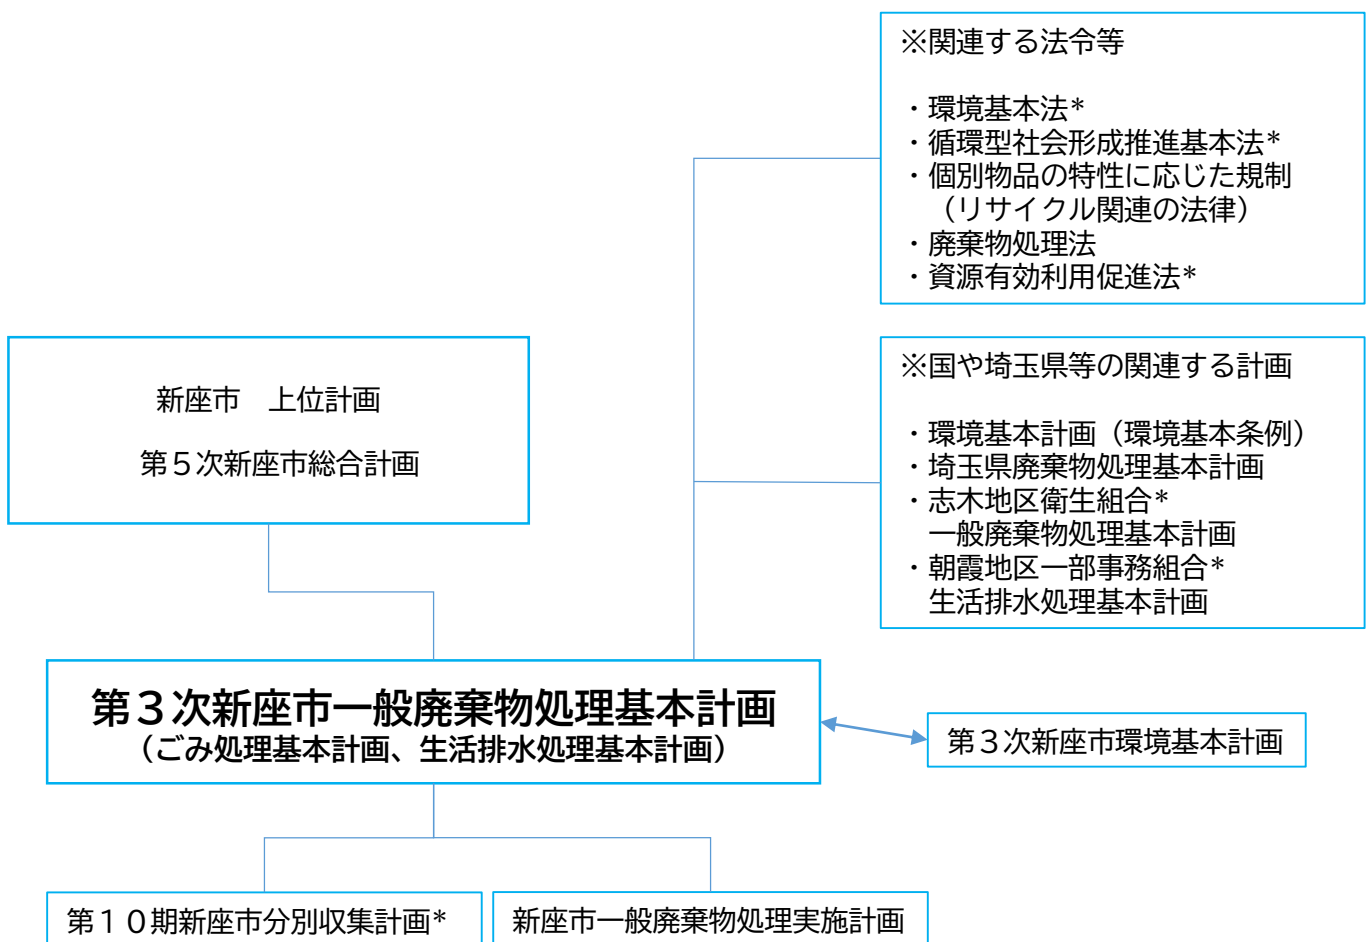 ※関連する法令等
・環境基本法*
・循環型社会形成推進基本法*
・個別物品の特性に応じた規制
（リサイクル関連の法律）
・廃棄物処理法
・資源有効利用促進法*
※国や埼玉県等の関連する計画
・環境基本計画（環境基本条例）
・埼玉県廃棄物処理基本計画
・志木地区衛生組合*
一般廃棄物処理基本計画
・朝霞地区一部事務組合*
生活排水処理基本計画
新座市　上位計画
第５次新座市総合計画
第３次新座市一般廃棄物処理基本計画
（ごみ処理基本計画、生活排水処理基本計画）
第３次新座市環境基本計画
第１０期新座市分別収集計画*
新座市一般廃棄物処理実施計画